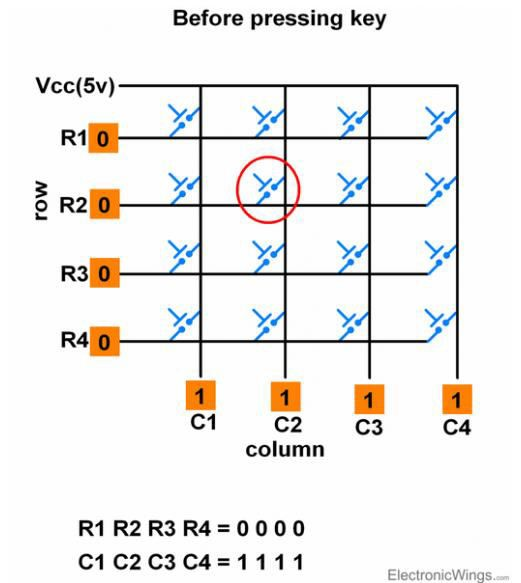 Before pressing key
Vcc(5v)
R1 0
row
R2 0
R3 0
R4 0
1 1 1 1
C1 C2 C3 C4
column
R1 R2 R3 R4 = 0 0 0 0
C1 C2 C3 C4 = 1 1 1 1
ElectronicWings.com